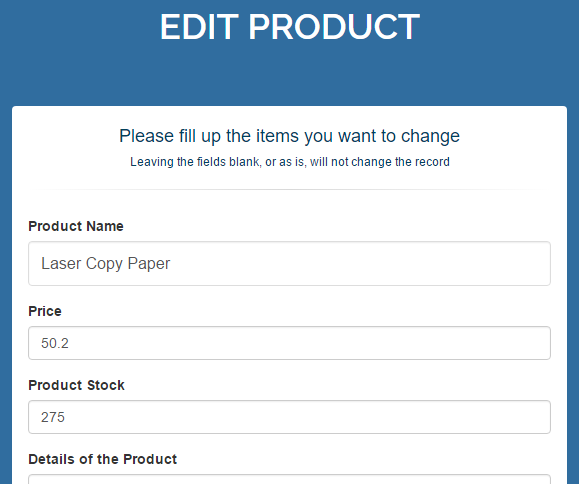 EDIT PRODUCT
Please fill up the items you want to change
Leaving the fields blank, or as is, will not change the record
Product Name
Laser Copy Paper
Price
50.2
Product Stock
275
Details of the Product